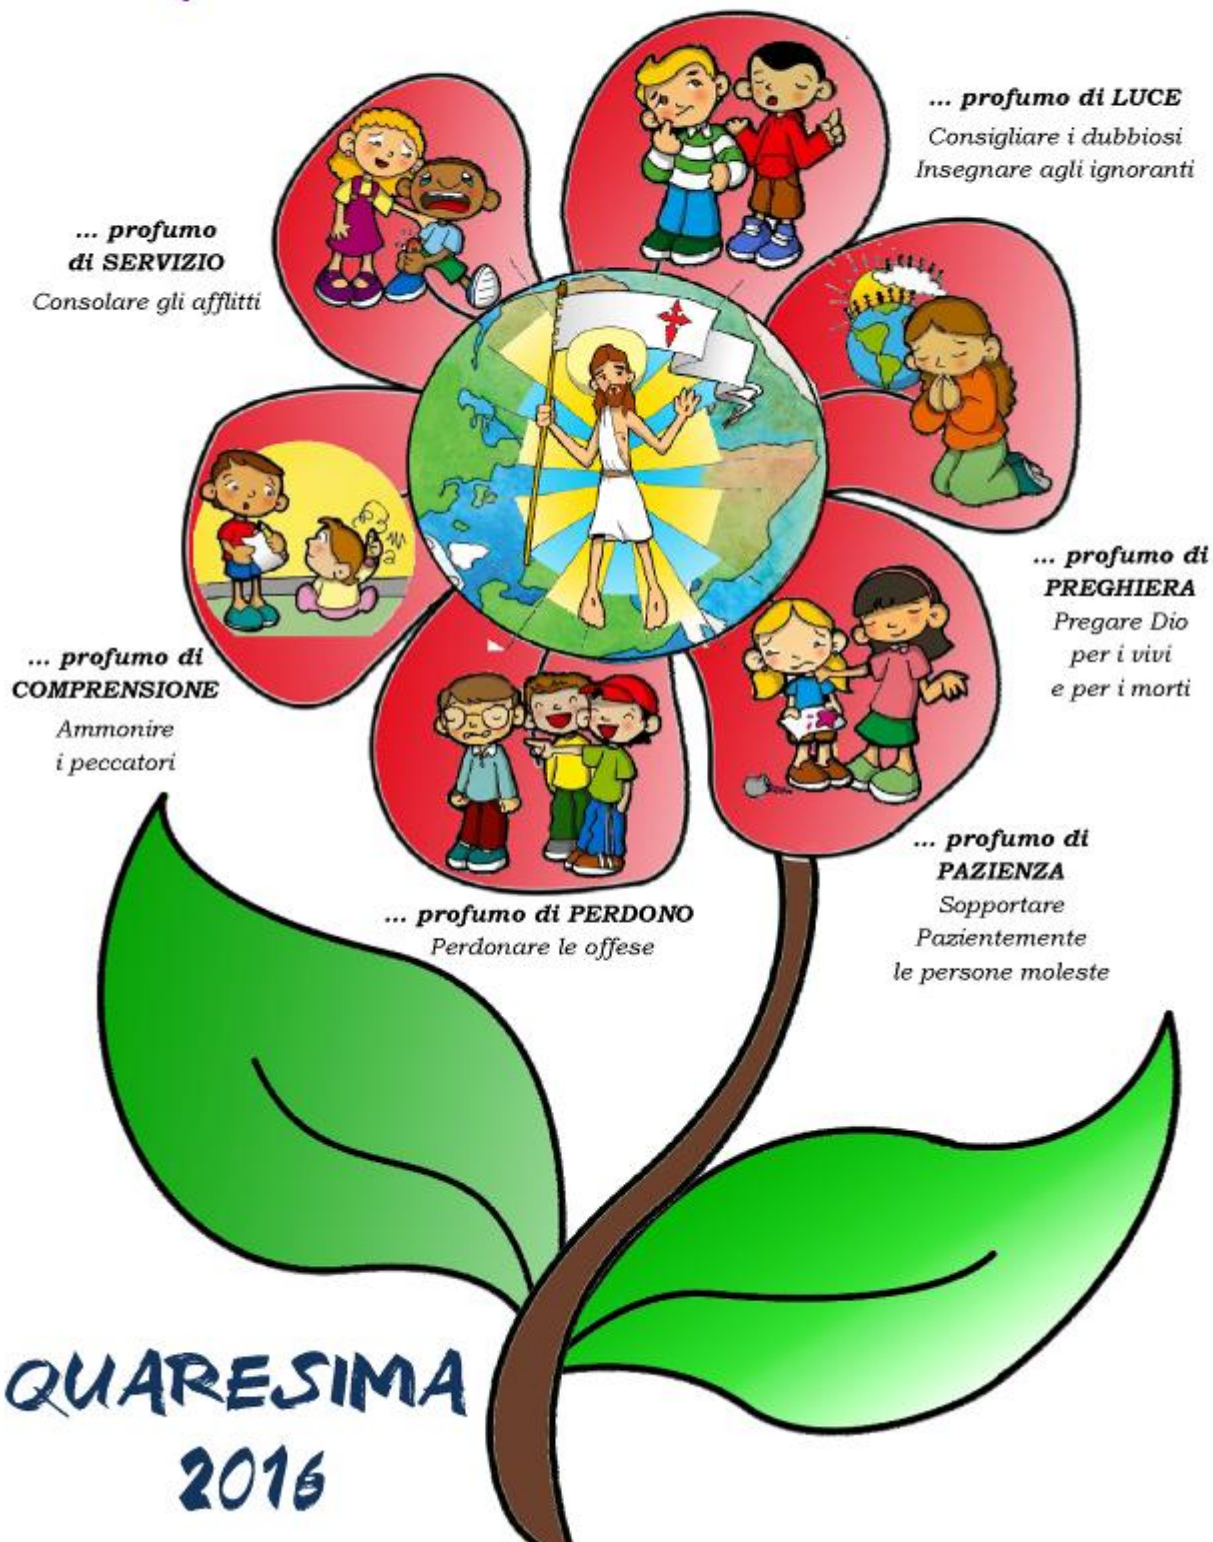 ... profumo di LUCE
Consigliare i dubbiosi
Insegnare agli ignoranti
... profumo
di SERVIZIO
Consolare gli afflitti
... profumo di
PREGHIERA
Pregare Dio
per i vivi
e per i morti
... profumo di
COMPRENSIONE
Ammonire
i peccatori
... profumo di
PAZIENZA
Sopportare
Pazientemente
le persone moleste
... profumo di PERDONO
Perdonare le offese
QUARESIMA
2016